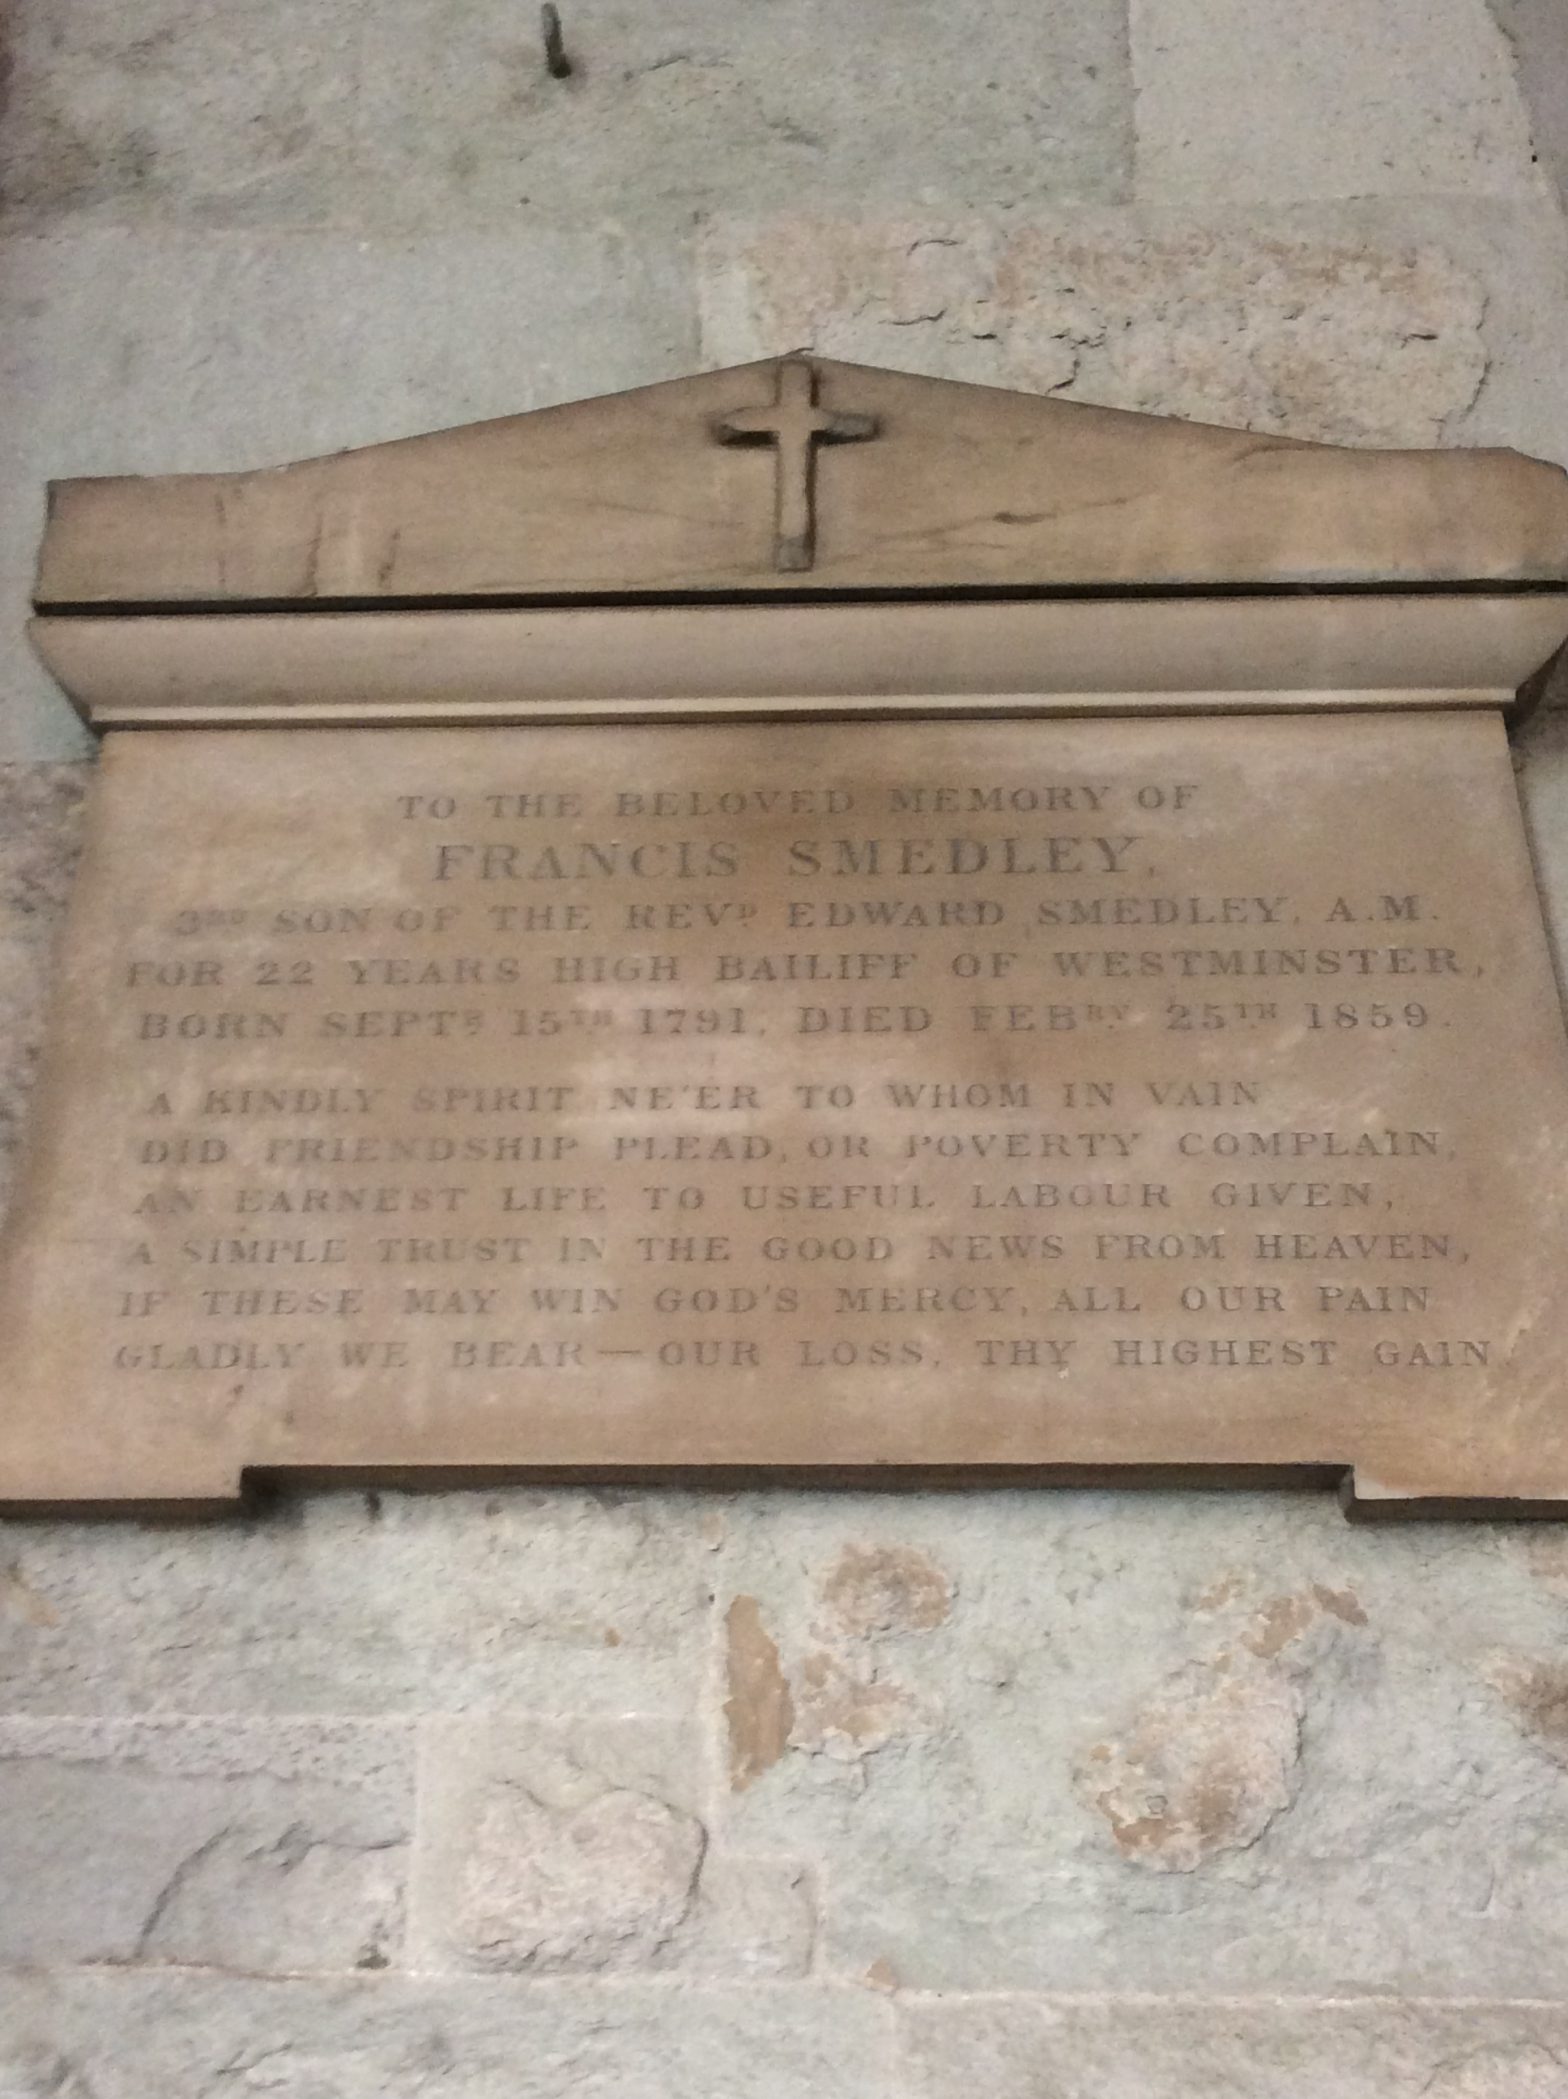 TO THE BELOVED MEMORY OF
FRANCIS SMEDLEY,
3RD SON OF THE REVD. EDWARD SMEDLEY, A.M.
FOR 22 YEARS HIGH BAILIFF OF WESTMINSTER,
BORN SEPTR. 15TH 1791, DIED FEBRY. 25TH 1859.
A KINDLY SPIRIT NE'ER TO WHOM IN VAIN
DID FRIENDSHIP PLEAD, OR POVERTY COMPLAIN,
AN EARNEST LIFE TO USEFUL LABOUR GIVEN,
A SIMPLE TRUST IN THE GOOD NEWS FROM HEAVEN,
IF THESE MAY WIN GOD'S MERCY, ALL OUR PAIN
GLADLY WE BEAR—OUR LOSS, THY HIGHEST GAIN.